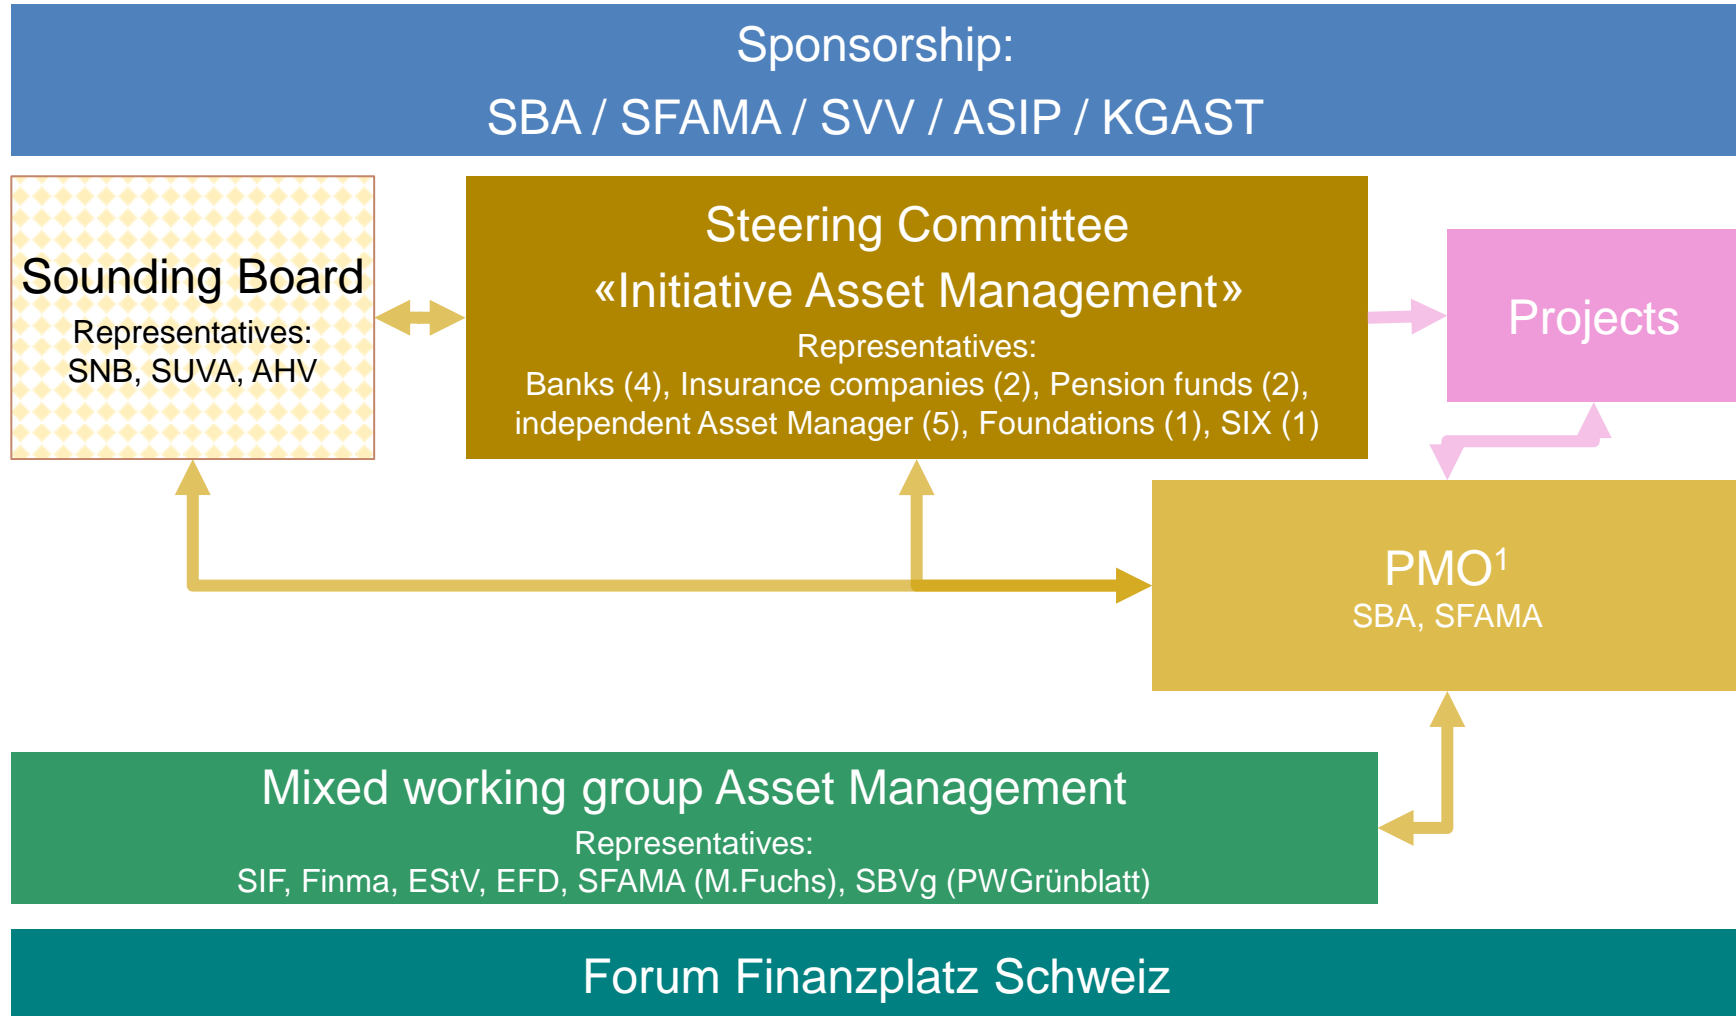 Sponsorship:
SBA / SFAMA / SVV / ASIP / KGAST
Sounding Board
Representatives:
SNB, SUVA, AHV
Steering Committee
«Initiative Asset Management»
Representatives:
Banks (4), Insurance companies (2), Pension funds (2),
independent Asset Manager (5), Foundations (1), SIX (1)
Projects
PMO¹
SBA, SFAMA
Mixed working group Asset Management
Representatives:
SIF, Finma, EStV, EFD, SFAMA (M.Fuchs), SBVg (PWGrünblatt)
Forum Finanzplatz Schweiz